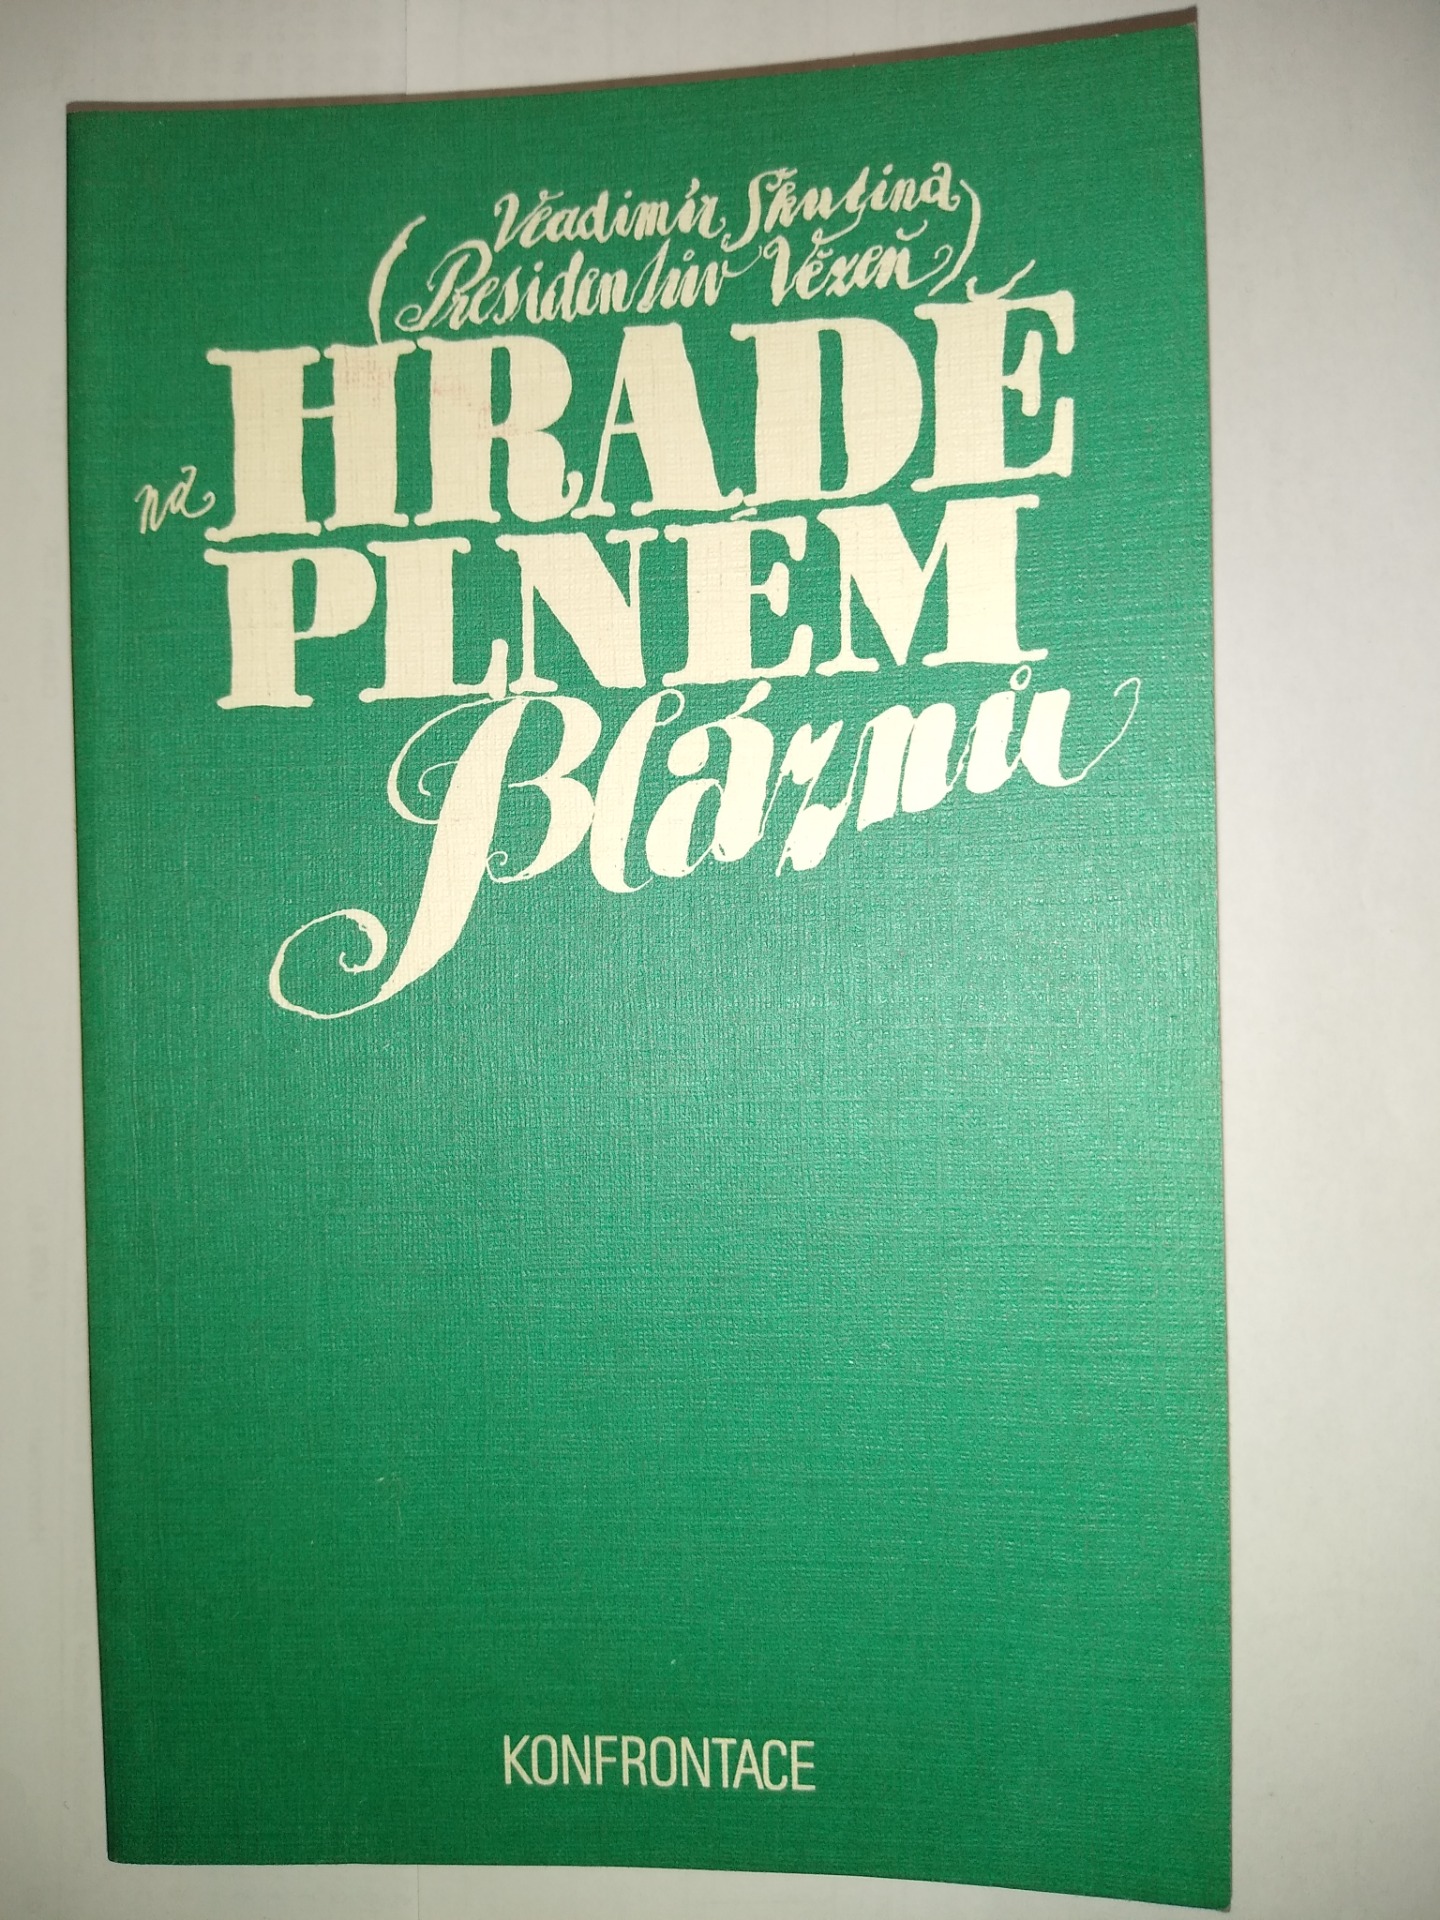 Vladimír Škutina
(Presidentův Vězeň)
na HRADĚ
PLNÉM
Bláznů
KONFRONTACE